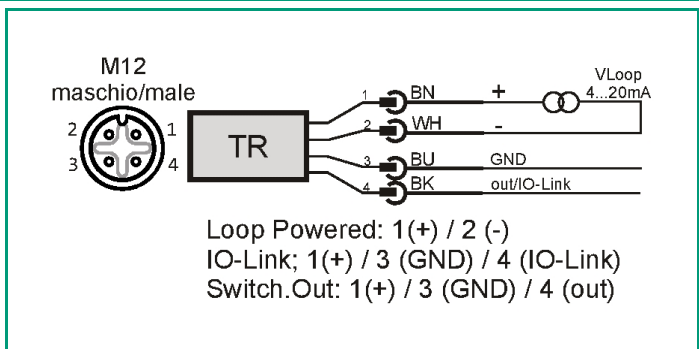 M12
maschio/male
2 1
3 4
TR
1 BN + VLoop
4...20mA
2 WH -
3 BU GND
4 BK out/IO-Link
Loop Powered: 1(+) / 2 (-)
IO-Link; 1(+) / 3 (GND) / 4 (IO-Link)
Switch.Out: 1(+) / 3 (GND) / 4 (out)